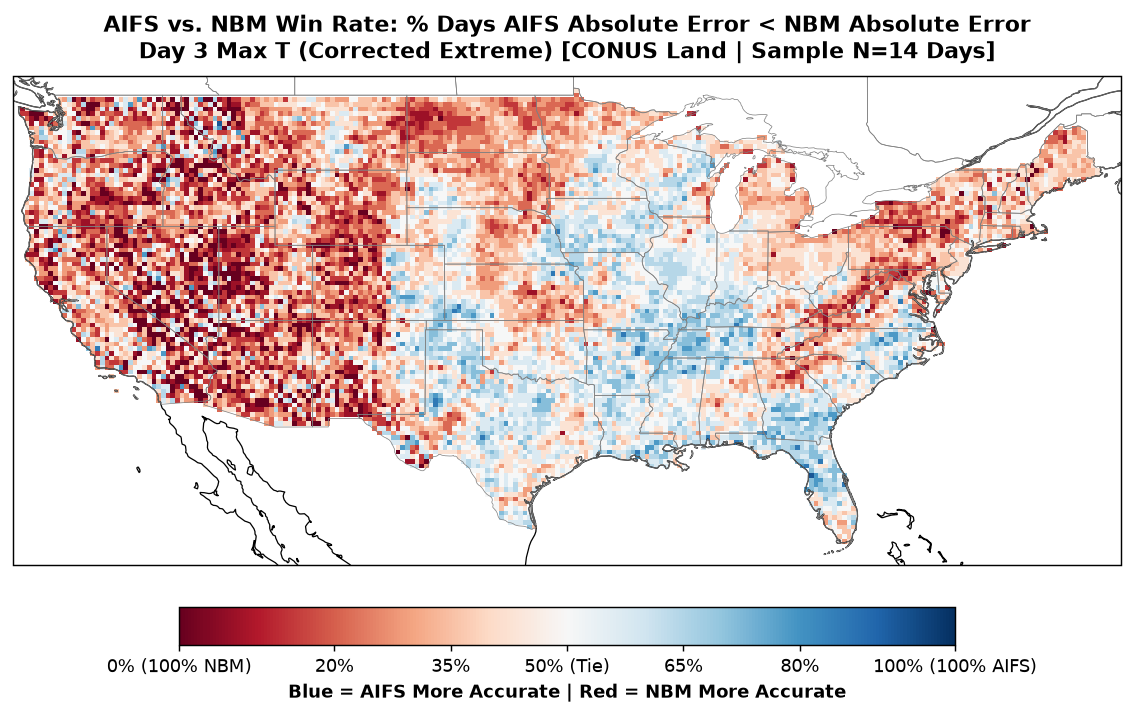 AIFS vs. NBM Win Rate: % Days AIFS Absolute Error < NBM Absolute Error
Day 3 Max T (Corrected Extreme) [CONUS Land | Sample N=14 Days]
0% (100% NBM) 20% 35% 50% (Tie) 65% 80% 100% (100% AIFS)
Blue = AIFS More Accurate | Red = NBM More Accurate